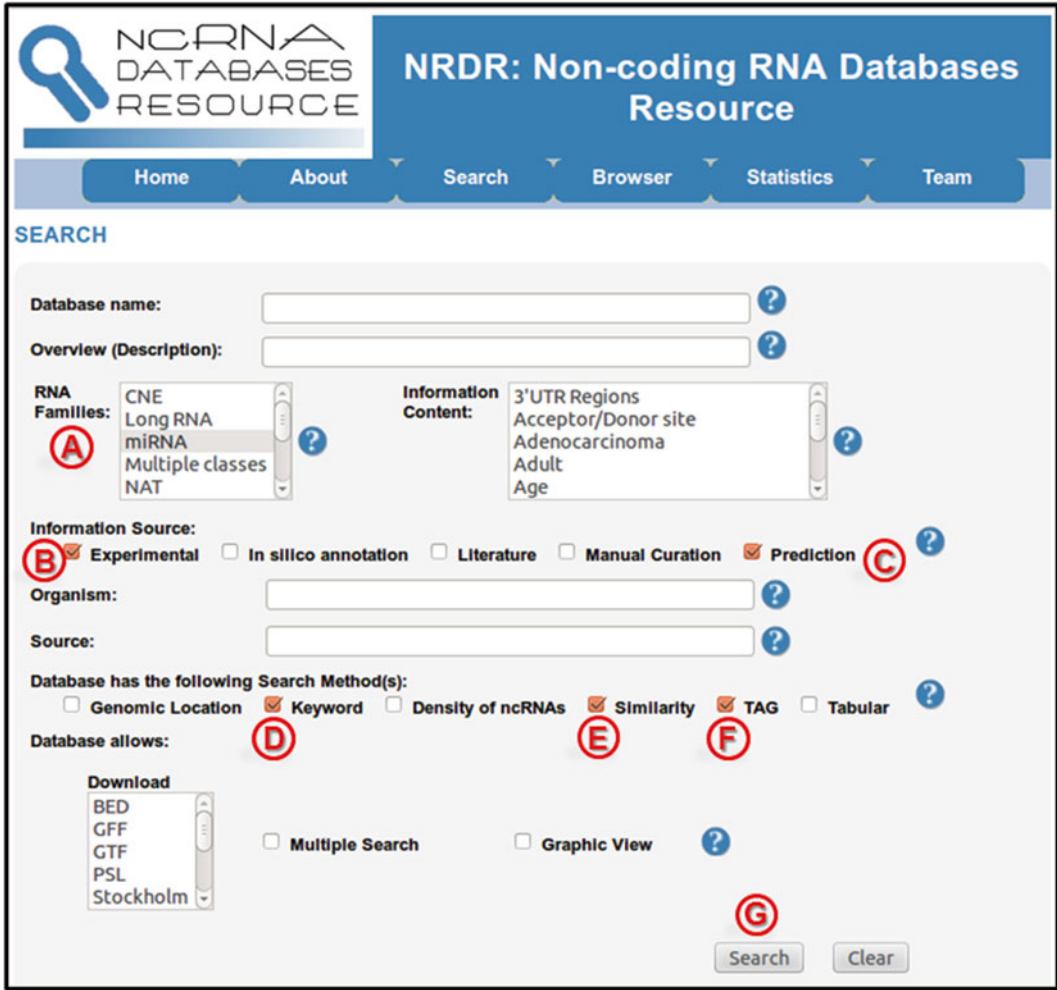 NCRNA
DATABASES
RESOURCE
NRDR: Non-coding RNA Databases
Resource
Home About Search Browser Statistics Team
SEARCH
Database name: ?
Overview (Description): ?
RNA
Families:
A
CNE
Long RNA
miRNA
Multiple classes
NAT
?
Information
Content:
3'UTR Regions
Acceptor/Donor site
Adenocarcinoma
Adult
Age
?
Information Source:
B Experimental In silico annotation Literature Manual Curation Prediction C ?
Organism: ?
Source: ?
Database has the following Search Method(s):
Genomic Location Keyword Density of ncRNAs Similarity TAG Tabular ?
D E F
Database allows:
Download
BED
GFF
GTF
PSL
Stockholm
Multiple Search Graphic View ?
G
Search Clear